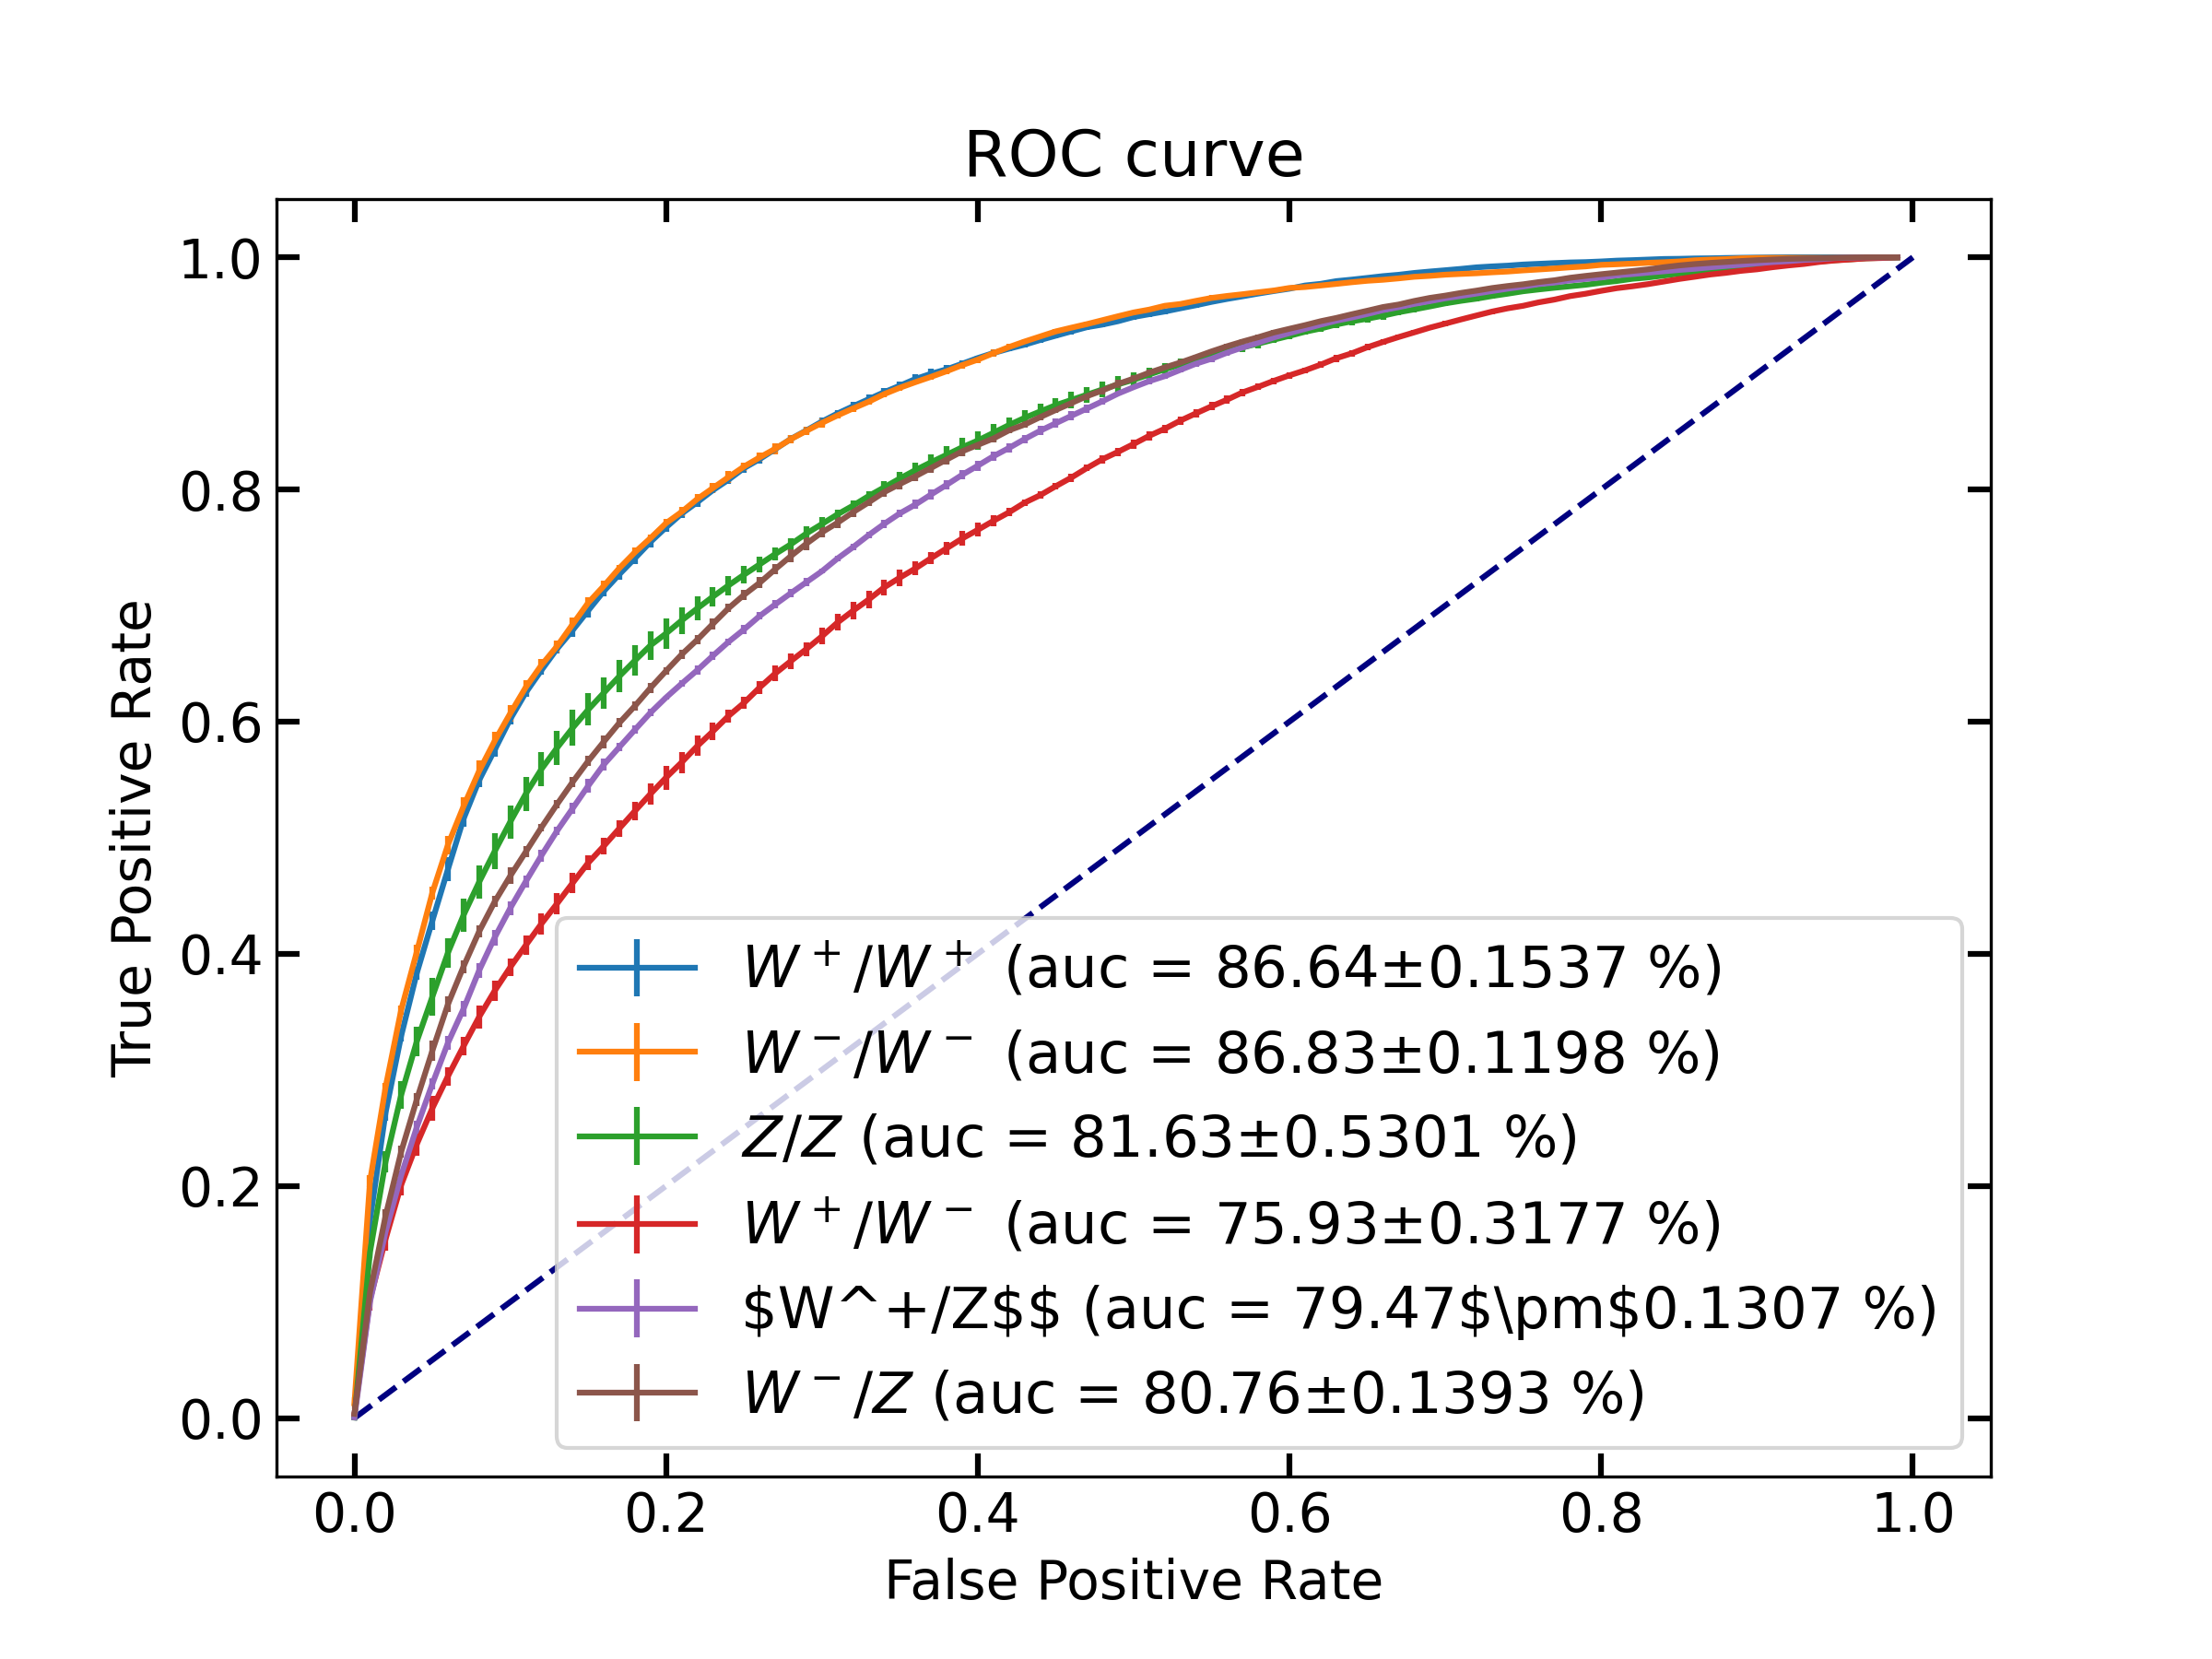 ROC curve
1.0
0.8
0.6
0.4
0.2
0.0
True Positive Rate
W⁺/W⁺ (auc = 86.64±0.1537 %)
W⁻/W⁻ (auc = 86.83±0.1198 %)
Z/Z (auc = 81.63±0.5301 %)
W⁺/W⁻ (auc = 75.93±0.3177 %)
$W^+/Z$$ (auc = 79.47$\pm$0.1307 %)
W⁻/Z (auc = 80.76±0.1393 %)
0.0 0.2 0.4 0.6 0.8 1.0
False Positive Rate